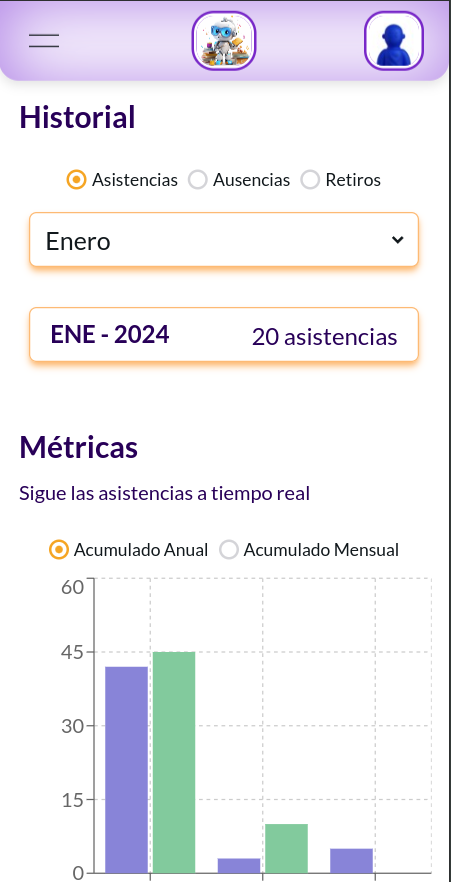 Historial
Asistencias Ausencias Retiros
Enero
ENE - 2024 20 asistencias
Métricas
Sigue las asistencias a tiempo real
Acumulado Anual Acumulado Mensual
60
45
30
15
0